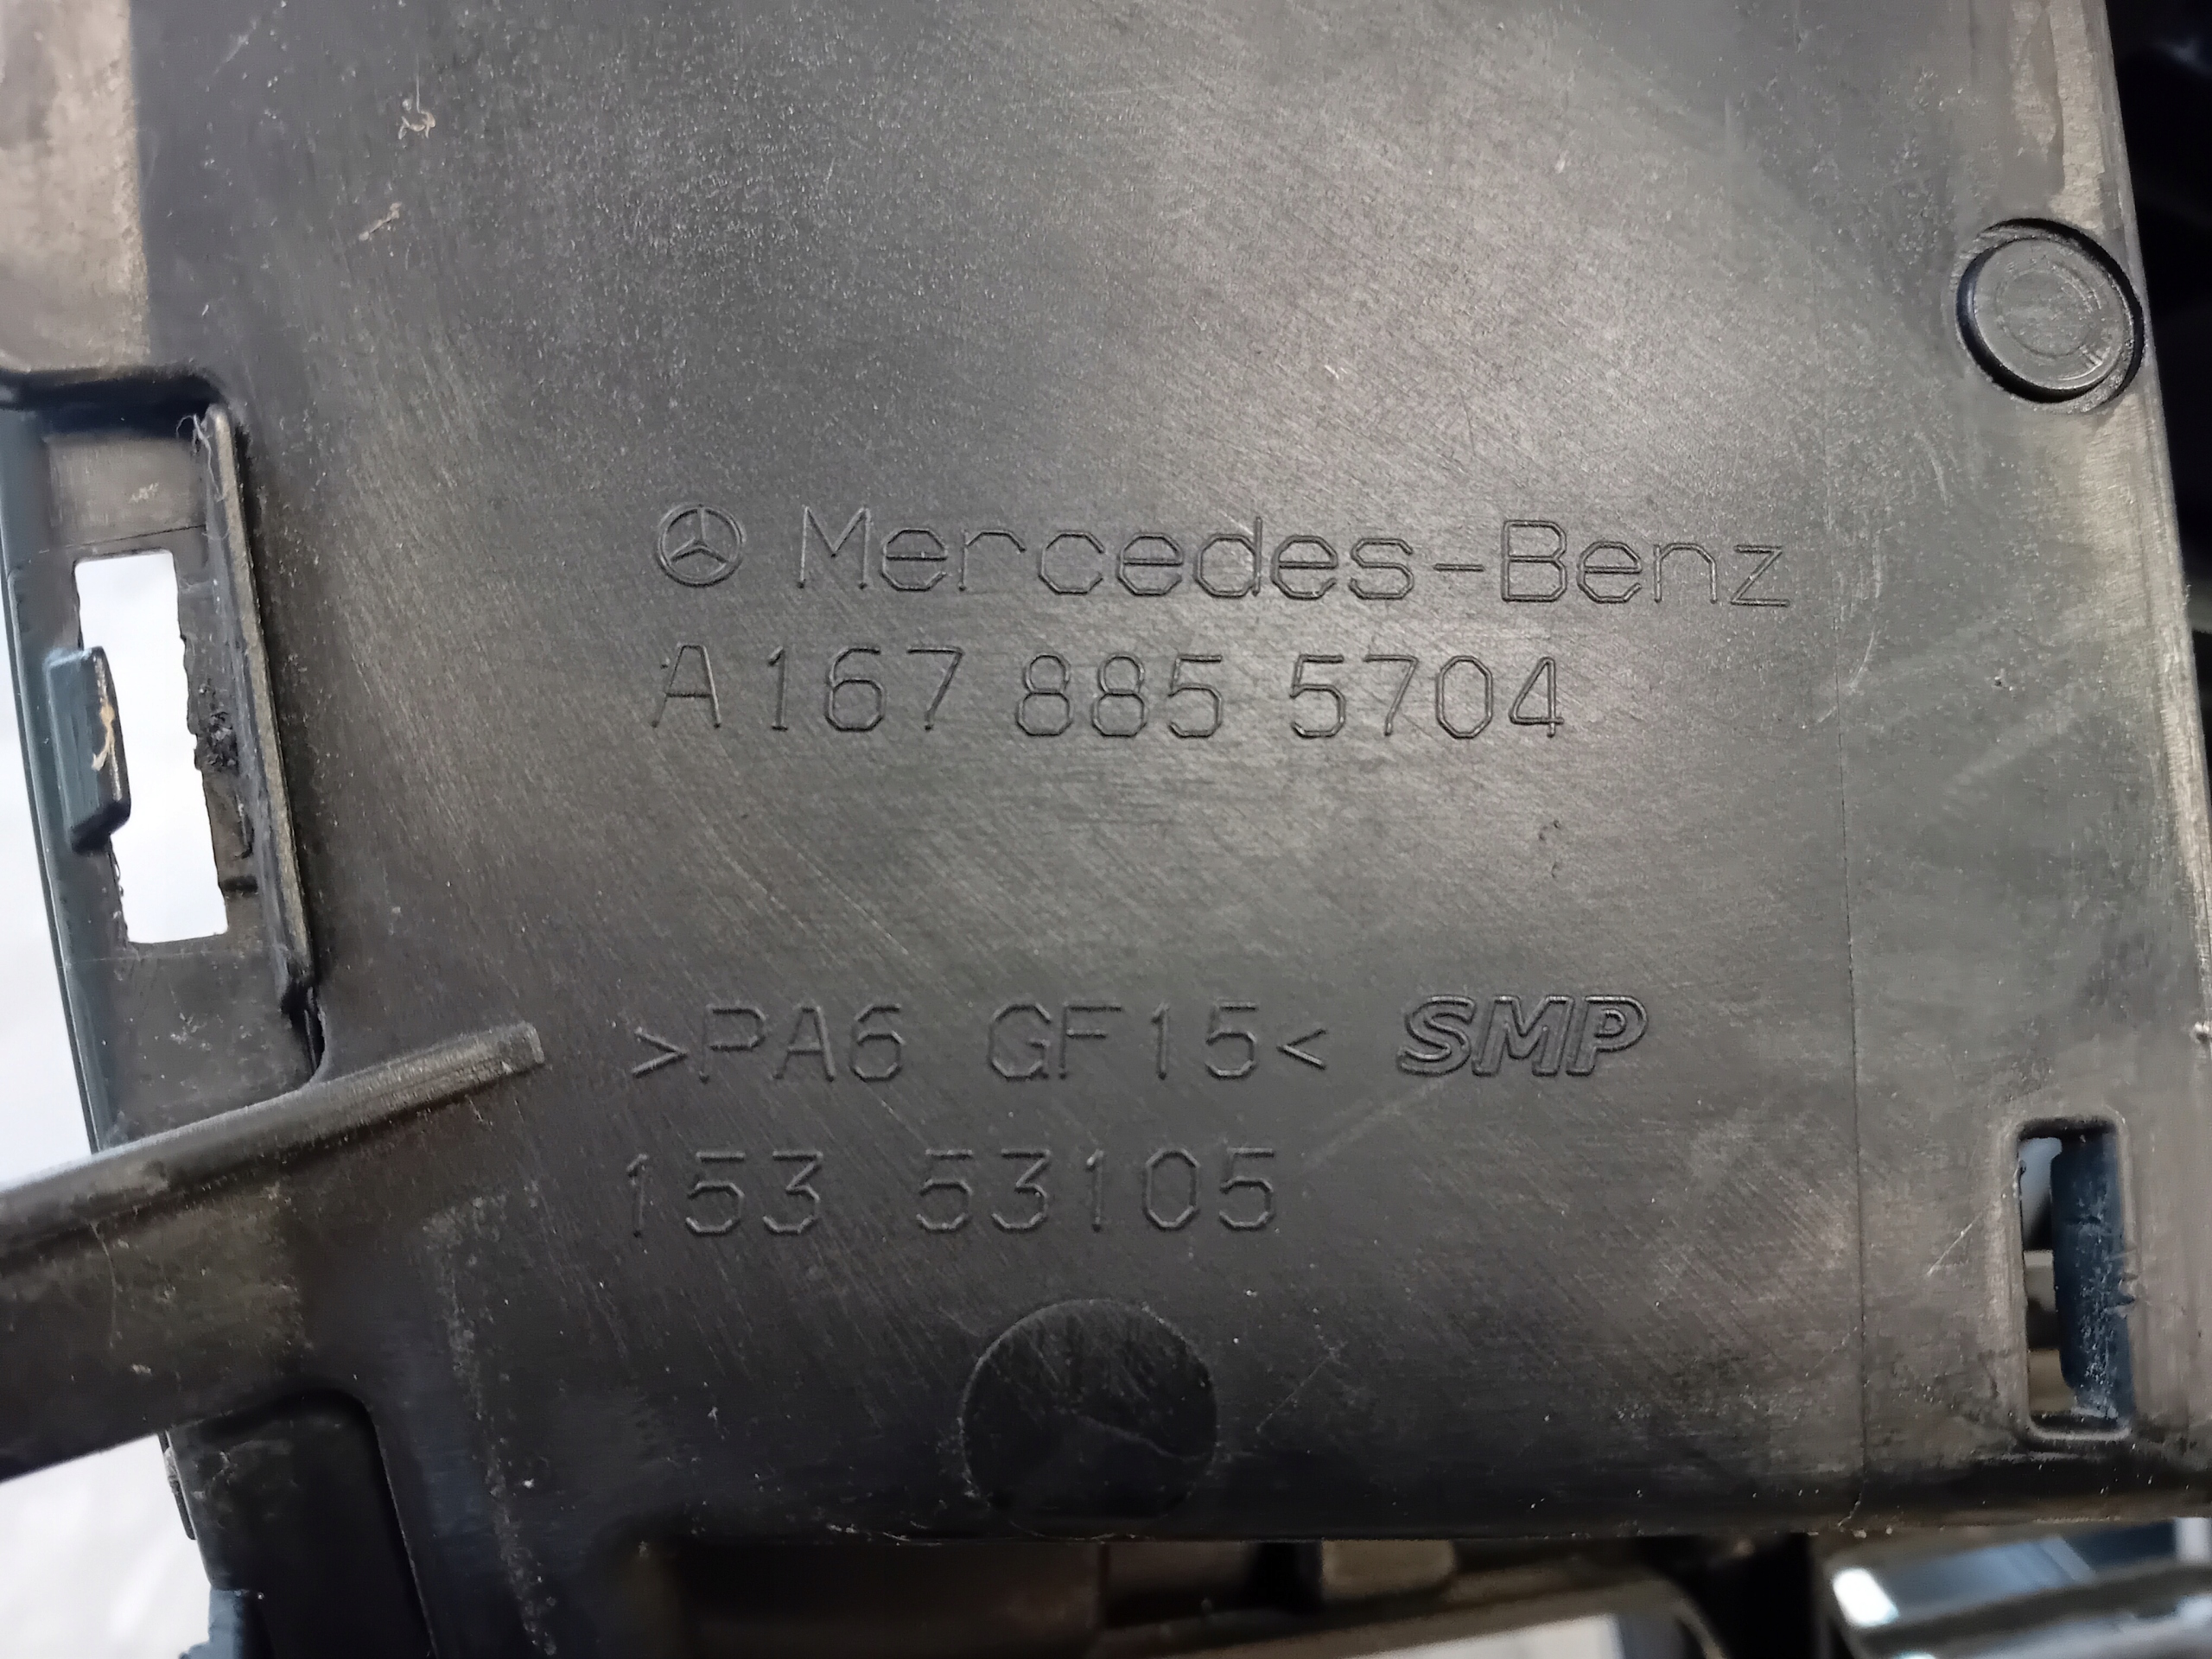 Mercedes-Benz
A 167 885 5704
>PA6 GF15< SMP
153 53105